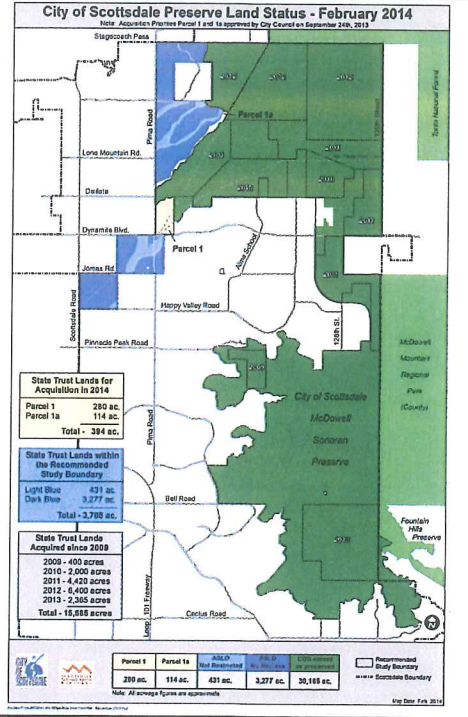 City of Scottsdale Preserve Land Status - February 2014
Note: Acquisition Priorities Parcel 1 and 1a approved by City Council on September 24th, 2013
Stagecoach Pass
Pima Road
Parcel 1a
Tonto National Forest
Lone Mountain Rd.
Dixileta
Dynamite Blvd.
Parcel 1
Jomax Rd
Alma School
Scottsdale Road
Happy Valley Road
128th St.
Pinnacle Peak Road
McDowell
Mountain
Regional
Park
(County)
State Trust Lands for
Acquisition in 2014
Parcel 1 280 ac.
Parcel 1a 114 ac.
Total - 394 ac.
City of Scottsdale
McDowell
Sonoran
Preserve
Pima Road
State Trust Lands within
the Recommended
Study Boundary
Light Blue 431 ac.
Dark Blue 3,277 ac.
Total - 3,708 ac.
Bell Road
Fountain
Hills
Preserve
State Trust Lands
Acquired since 2009
2009 - 400 acres
2010 - 2,000 acres
2011 - 4,420 acres
2012 - 6,400 acres
2013 - 2,365 acres
Total - 15,585 acres
Loop 101 Freeway
Cactus Road
N
CITY
OF
SCOTTSDALE
Parcel 1 Parcel 1a ASLD
Not Restricted
280 ac. 114 ac. 431 ac. 3,277 ac. 30,165 ac.
Recommended
Study Boundary
Scottsdale Boundary
Note: All acreage figures are approximate
Map Date: Feb. 2014